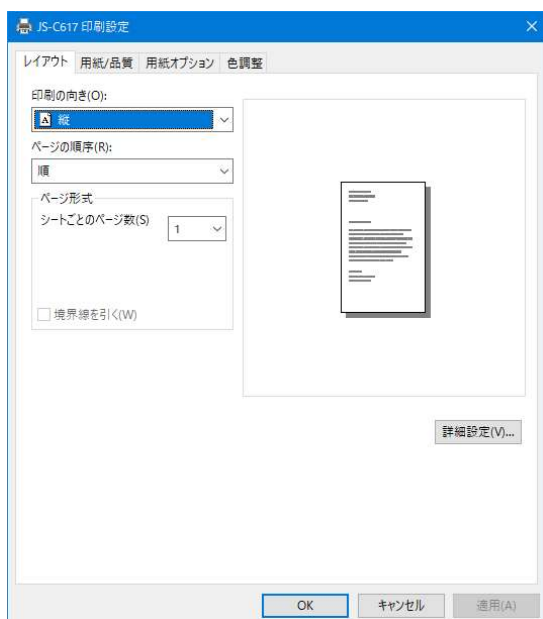 JS-C617 印刷設定
レイアウト 用紙/品質 用紙オプション 色調整
印刷の向き(O):
A 縦
ページの順序(R):
順
ページ形式
シートごとのページ数(S) 1
境界線を引く(W)
詳細設定(V)...
OK キャンセル 適用(A)